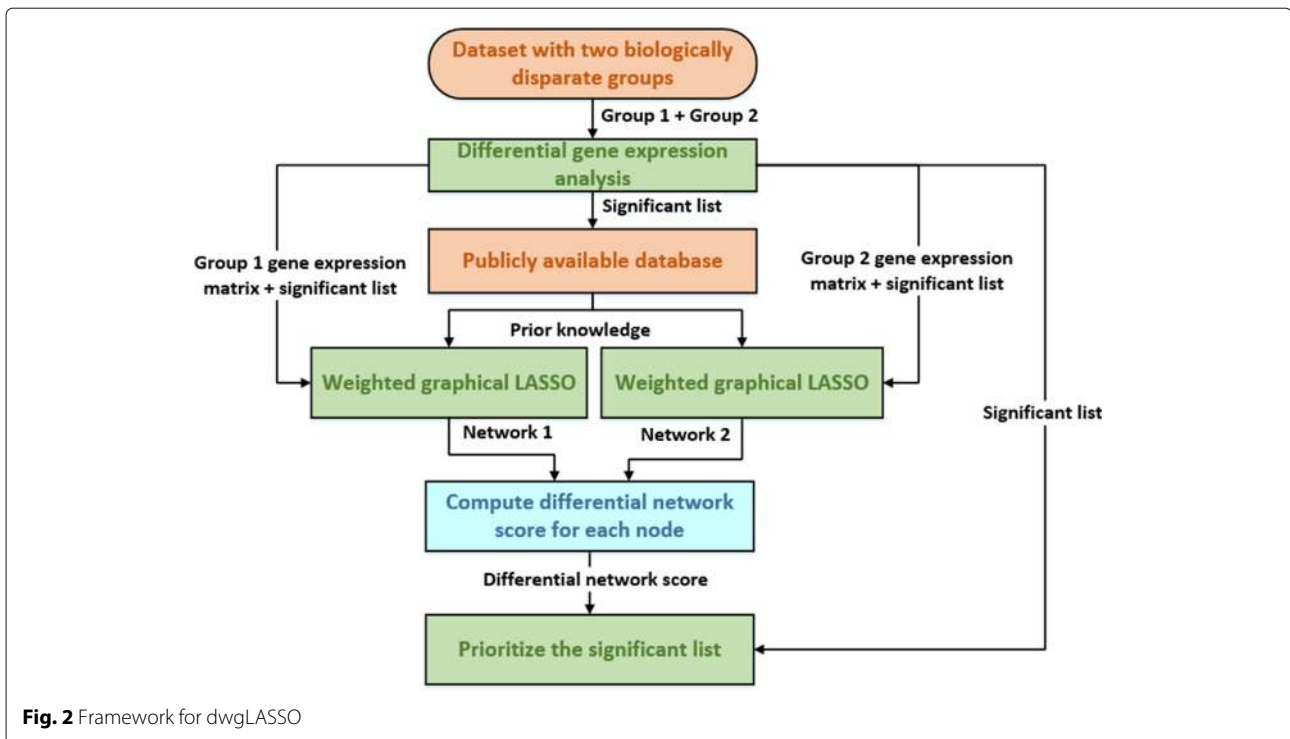 Dataset with two biologically
disparate groups
Group 1 + Group 2
Differential gene expression
analysis
Significant list
Publicly available database
Group 1 gene expression
matrix + significant list
Group 2 gene expression
matrix + significant list
Prior knowledge
Weighted graphical LASSO
Weighted graphical LASSO
Significant list
Network 1
Network 2
Compute differential network
score for each node
Differential network score
Prioritize the significant list
Fig. 2 Framework for dwgLASSO